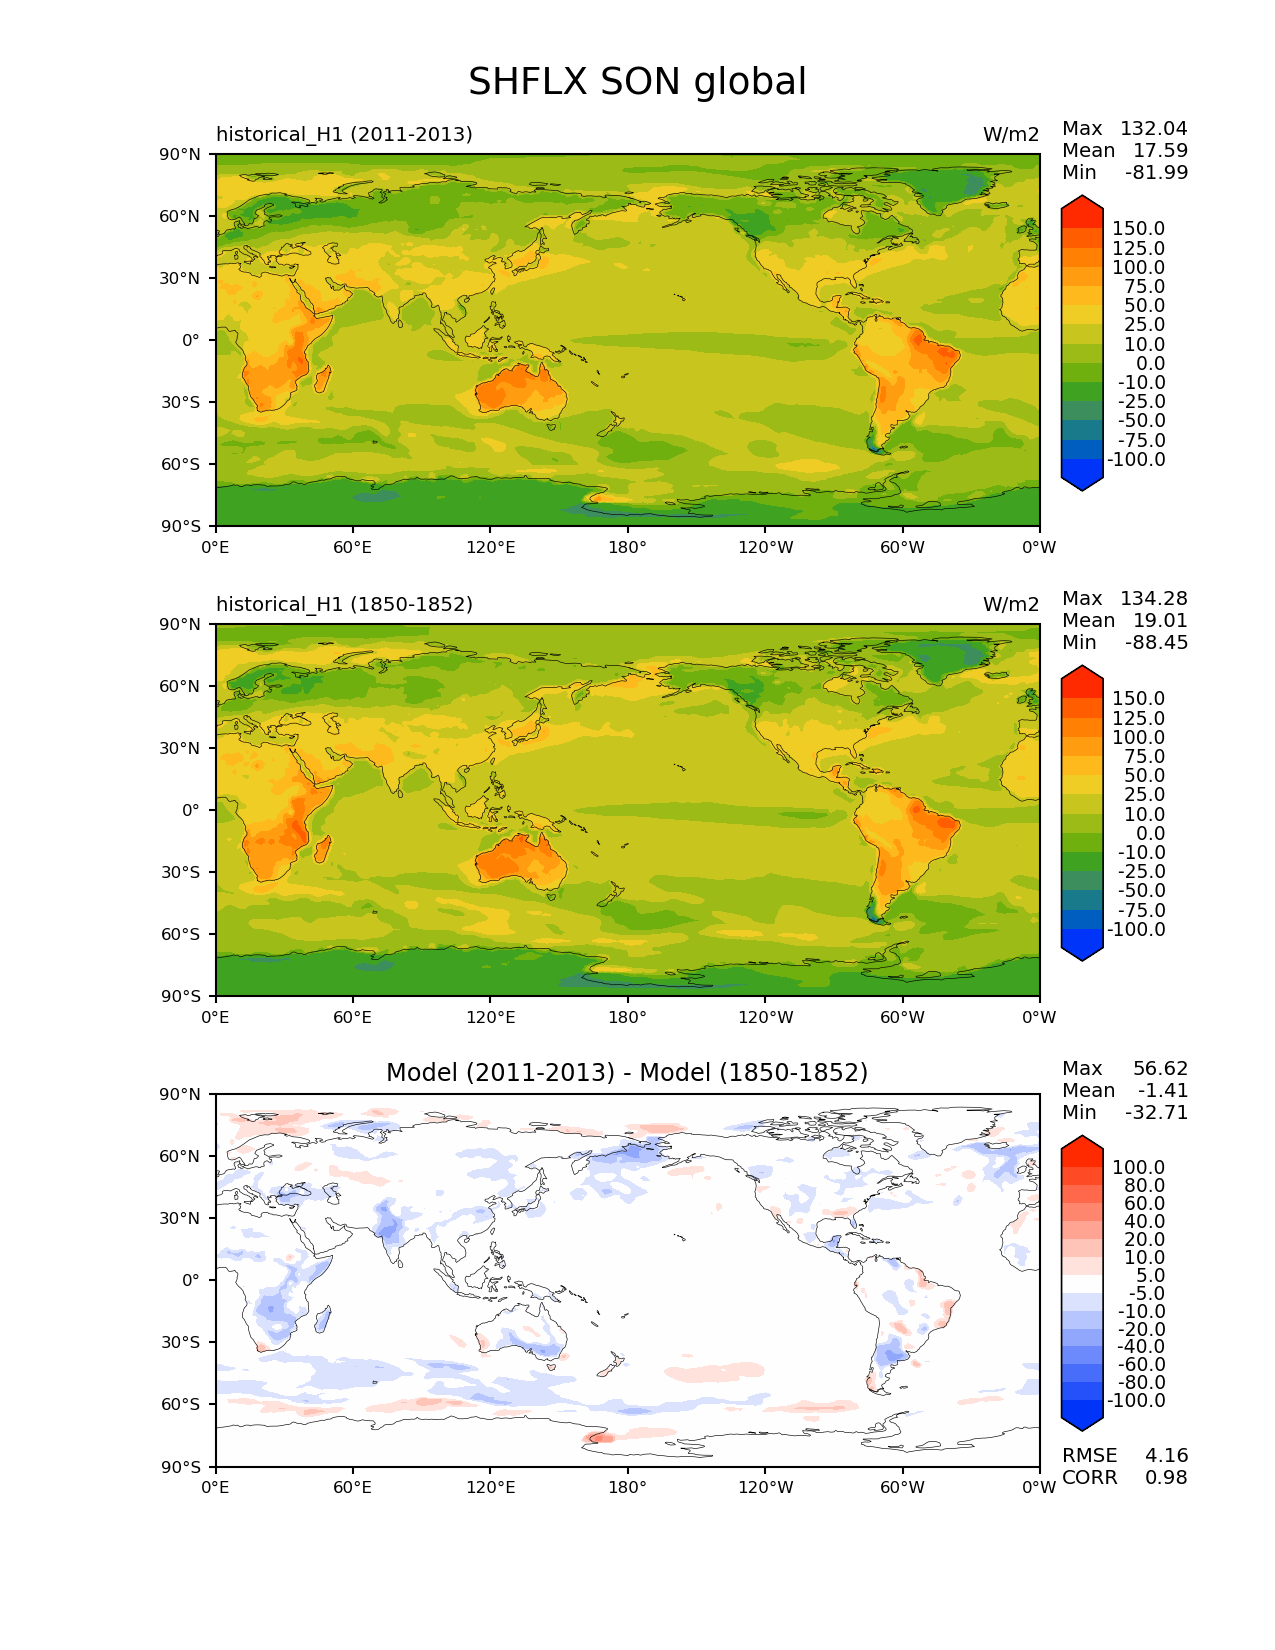 SHFLX SON global
historical_H1 (2011-2013)
W/m2
Max 132.04
Mean 17.59
Min -81.99
90°N
60°N
30°N
0°
30°S
60°S
90°S
0°E 60°E 120°E 180° 120°W 60°W 0°W
150.0
125.0
100.0
75.0
50.0
25.0
10.0
0.0
-10.0
-25.0
-50.0
-75.0
-100.0
historical_H1 (1850-1852)
W/m2
Max 134.28
Mean 19.01
Min -88.45
90°N
60°N
30°N
0°
30°S
60°S
90°S
0°E 60°E 120°E 180° 120°W 60°W 0°W
150.0
125.0
100.0
75.0
50.0
25.0
10.0
0.0
-10.0
-25.0
-50.0
-75.0
-100.0
Model (2011-2013) - Model (1850-1852)
Max 56.62
Mean -1.41
Min -32.71
90°N
60°N
30°N
0°
30°S
60°S
90°S
0°E 60°E 120°E 180° 120°W 60°W 0°W
100.0
80.0
60.0
40.0
20.0
10.0
5.0
-5.0
-10.0
-20.0
-40.0
-60.0
-80.0
-100.0
RMSE 4.16
CORR 0.98